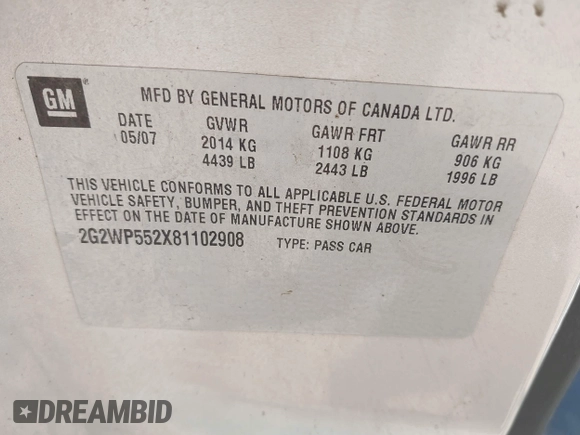 GM
MFD BY GENERAL MOTORS OF CANADA LTD.
DATE GVWR GAWR FRT GAWR RR
05/07 2014 KG 1108 KG 906 KG
4439 LB 2443 LB 1996 LB
THIS VEHICLE CONFORMS TO ALL APPLICABLE U.S. FEDERAL MOTOR
VEHICLE SAFETY, BUMPER, AND THEFT PREVENTION STANDARDS IN
EFFECT ON THE DATE OF MANUFACTURE SHOWN ABOVE.
2G2WP552X81102908 TYPE: PASS CAR
DREAMBID